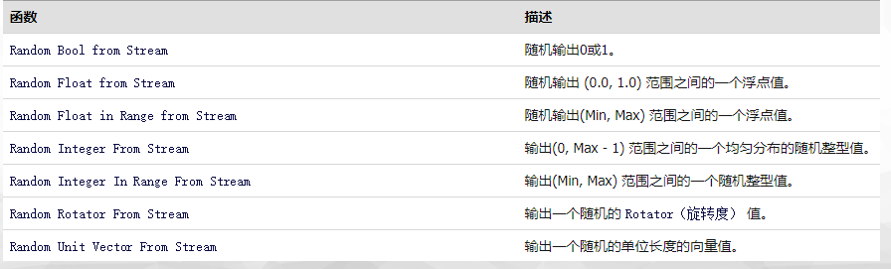 函数 描述
Random Bool from Stream 随机输出0或1。
Random Float from Stream 随机输出 (0.0, 1.0) 范围之间的一个浮点值。
Random Float in Range from Stream 随机输出(Min, Max) 范围之间的一个浮点值。
Random Integer From Stream 输出(0, Max - 1) 范围之间的一个均匀分布的随机整型值。
Random Integer In Range From Stream 输出(Min, Max) 范围之间的一个随机整型值。
Random Rotator From Stream 输出一个随机的 Rotator（旋转度） 值。
Random Unit Vector From Stream 输出一个随机的单位长度的向量值。